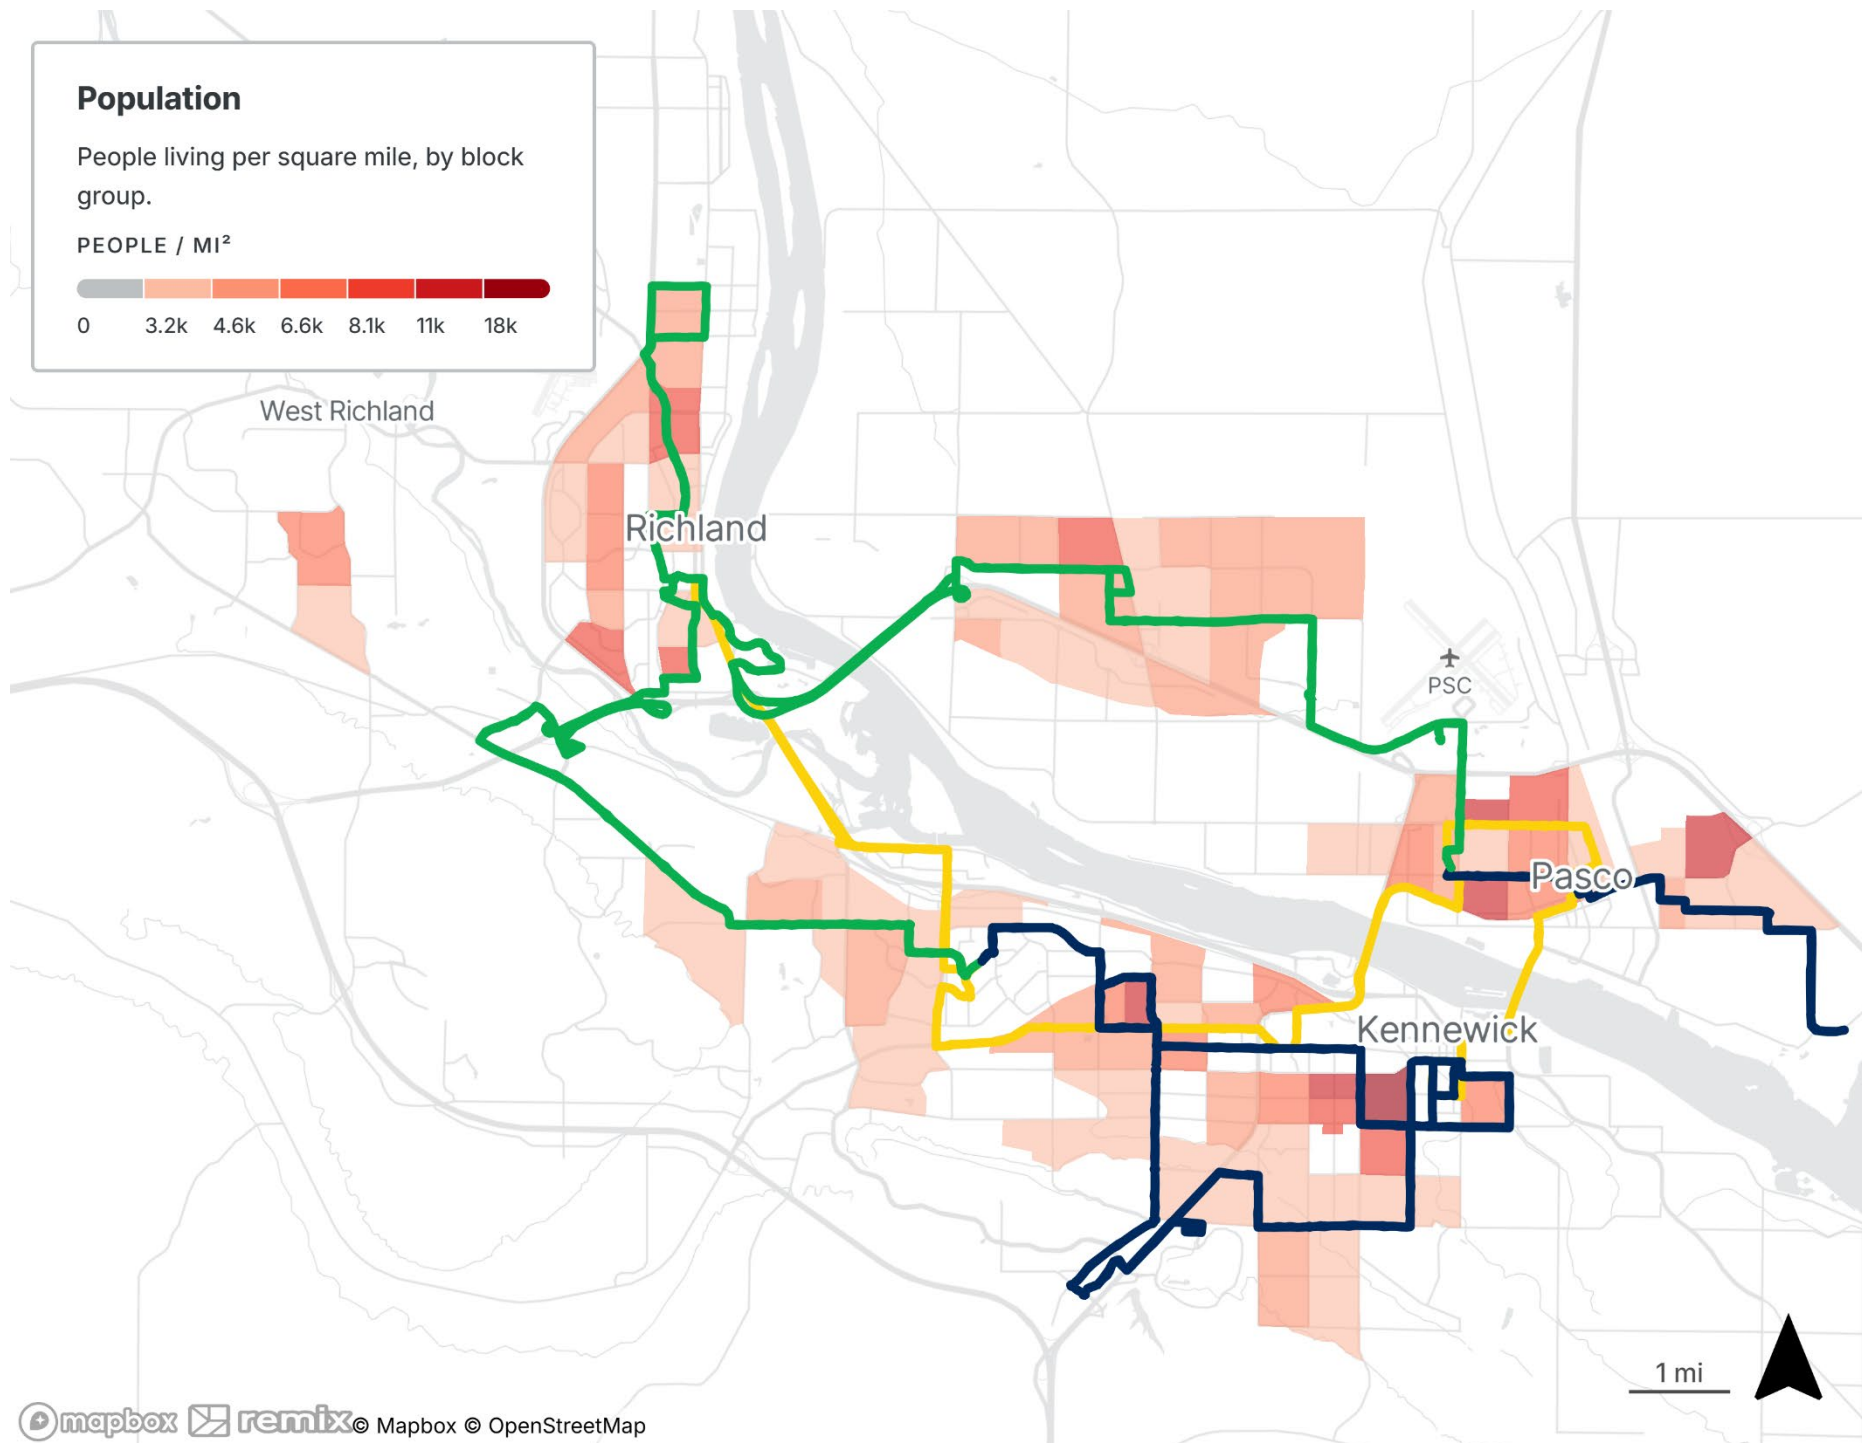 Population
People living per square mile, by block
group.
PEOPLE / MI²
0 3.2k 4.6k 6.6k 8.1k 11k 18k
West Richland
Richland
PSC
Pasco
Kennewick
1 mi
mapbox remix © Mapbox © OpenStreetMap